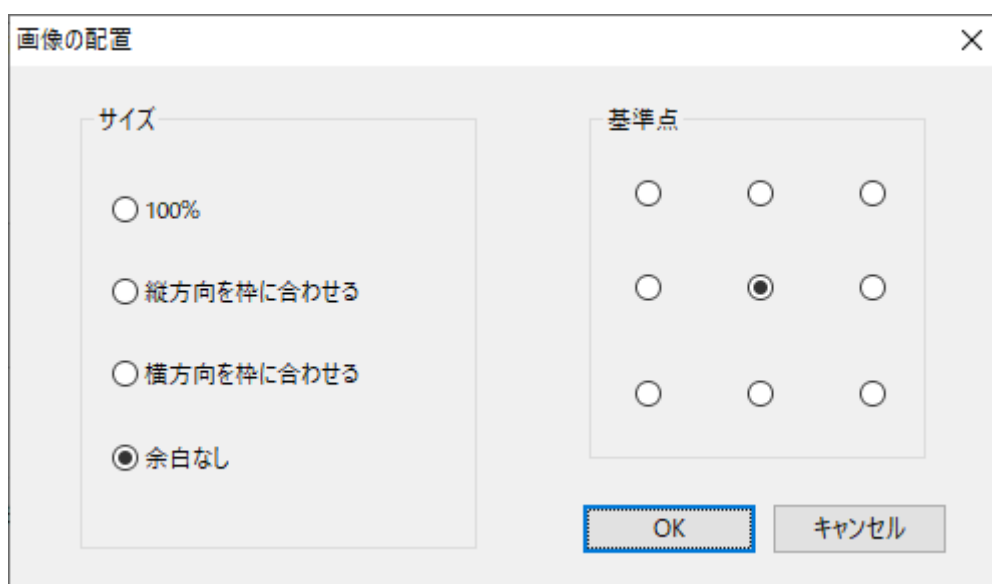 画像の配置
サイズ
100%
縦方向を枠に合わせる
横方向を枠に合わせる
余白なし
基準点
OK
キャンセル